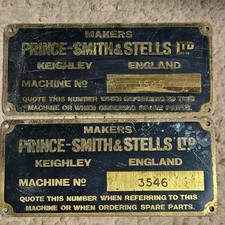 MAKERS
PRINCE-SMITH & STELLS LTD
KEIGHLEY ENGLAND
MACHINE No 3546
QUOTE THIS NUMBER WHEN REFERRING TO THIS
MACHINE OR WHEN ORDERING SPARE PARTS.
MAKERS
PRINCE-SMITH & STELLS LTD
KEIGHLEY ENGLAND
MACHINE No 3546
QUOTE THIS NUMBER WHEN REFERRING TO THIS
MACHINE OR WHEN ORDERING SPARE PARTS.